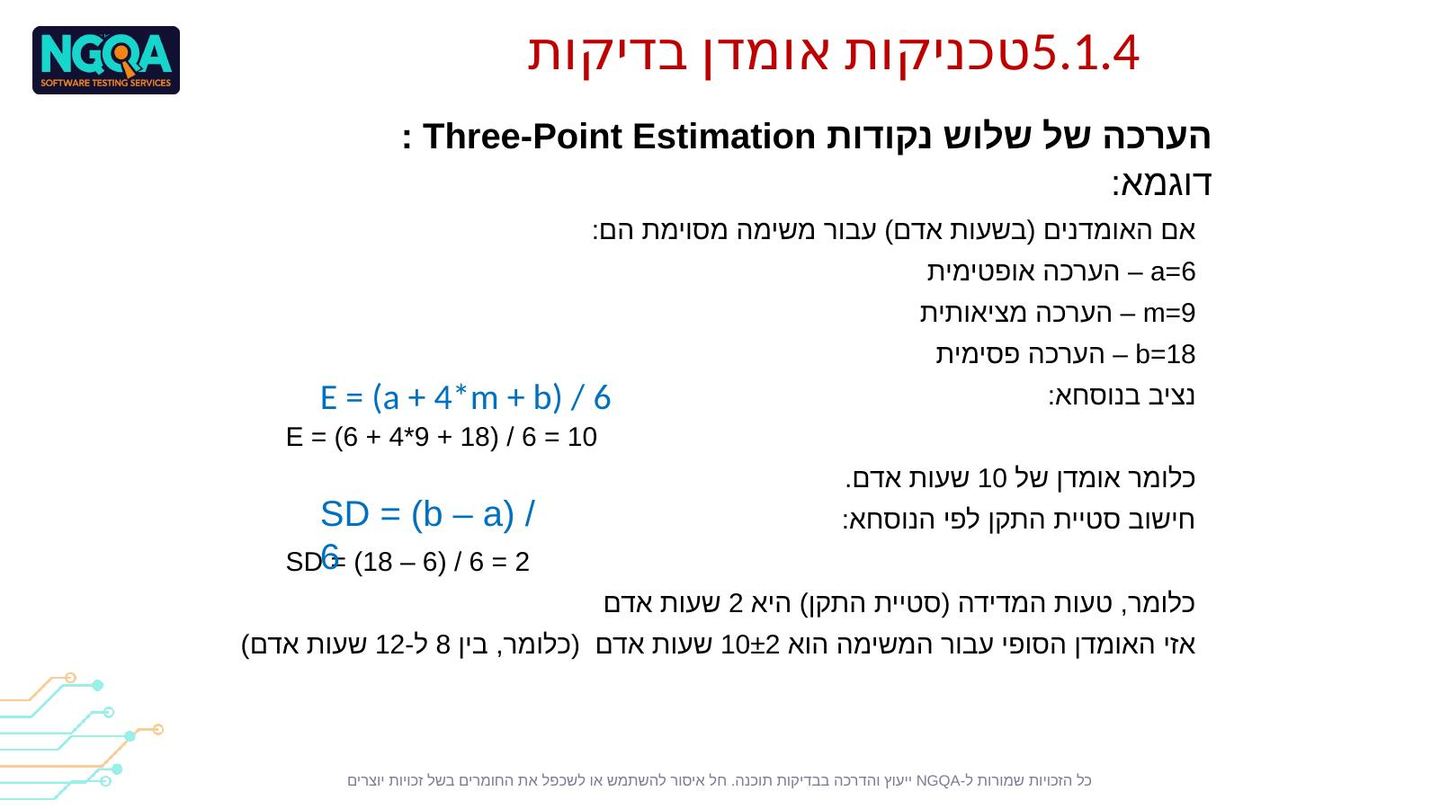 NGQA
SOFTWARE TESTING SERVICES
5.1.4טכניקות אומדן בדיקות
הערכה של שלוש נקודות Three-Point Estimation :
דוגמא:
אם האומדנים (בשעות אדם) עבור משימה מסוימת הם:
a=6 – הערכה אופטימית
m=9 – הערכה מציאותית
b=18 – הערכה פסימית
נציב בנוסחא:
E = (a + 4*m + b) / 6
E = (6 + 4*9 + 18) / 6 = 10
כלומר אומדן של 10 שעות אדם.
חישוב סטיית התקן לפי הנוסחא:
SD = (b – a) /
6
SD = (18 – 6) / 6 = 2
כלומר, טעות המדידה (סטיית התקן) היא 2 שעות אדם
אזי האומדן הסופי עבור המשימה הוא 10±2 שעות אדם  (כלומר, בין 8 ל-12 שעות אדם)
כל הזכויות שמורות ל-NGQA ייעוץ והדרכה בבדיקות תוכנה. חל איסור להשתמש או לשכפל את החומרים בשל זכויות יוצרים